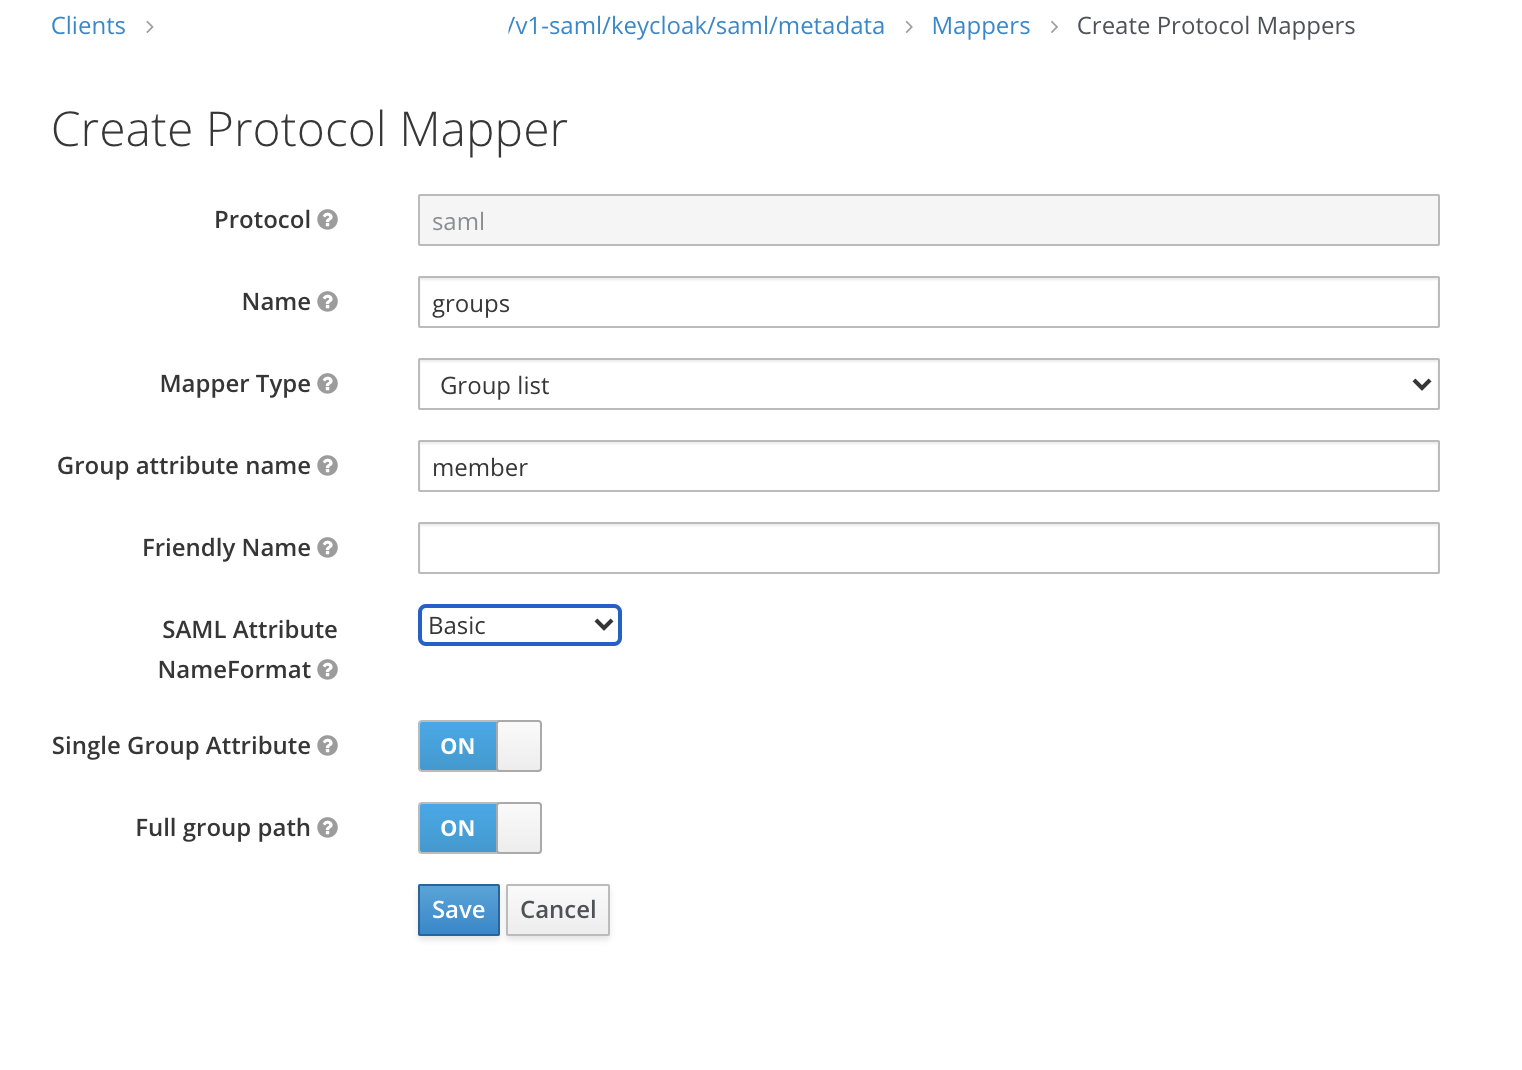 Clients > /v1-saml/keycloak/saml/metadata > Mappers > Create Protocol Mappers
Create Protocol Mapper
Protocol ? saml
Name ? groups
Mapper Type ? Group list
Group attribute name ? member
Friendly Name ?
SAML Attribute
NameFormat ?
Basic
Single Group Attribute ? ON
Full group path ? ON
Save Cancel